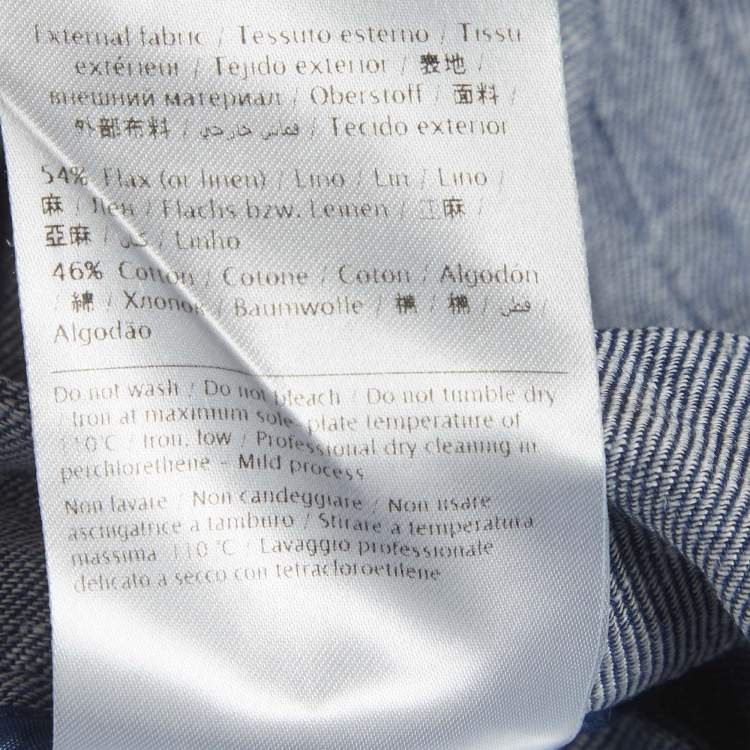 External fabric / Tessuto esterno / Tissu
extérieur / Tejido exterior / 表地 /
внешний материал / Oberstoff / 面料 /
外部布料 / قماش خارجي / Tecido exterior
54% Flax (or linen) / Lino / Lin / Lino /
麻 / Лен / Flachs bzw. Leinen / 亚麻 /
亞麻 / كتان / Linho
46% Cotton / Cotone / Coton / Algodón
/ 綿 / Хлопок / Baumwolle / 棉 / 棉 / قطن /
Algodão
Do not wash / Do not bleach / Do not tumble dry
/ Iron at maximum sole-plate temperature of
110°C / Iron, low / Professional dry cleaning in
perchlorethene - Mild process
Non lavare / Non candeggiare / Non usare
asciugatrice a tamburo / Stirare a temperatura
massima 110 °C / Lavaggio professionale
delicato a secco con tetracloroetilene